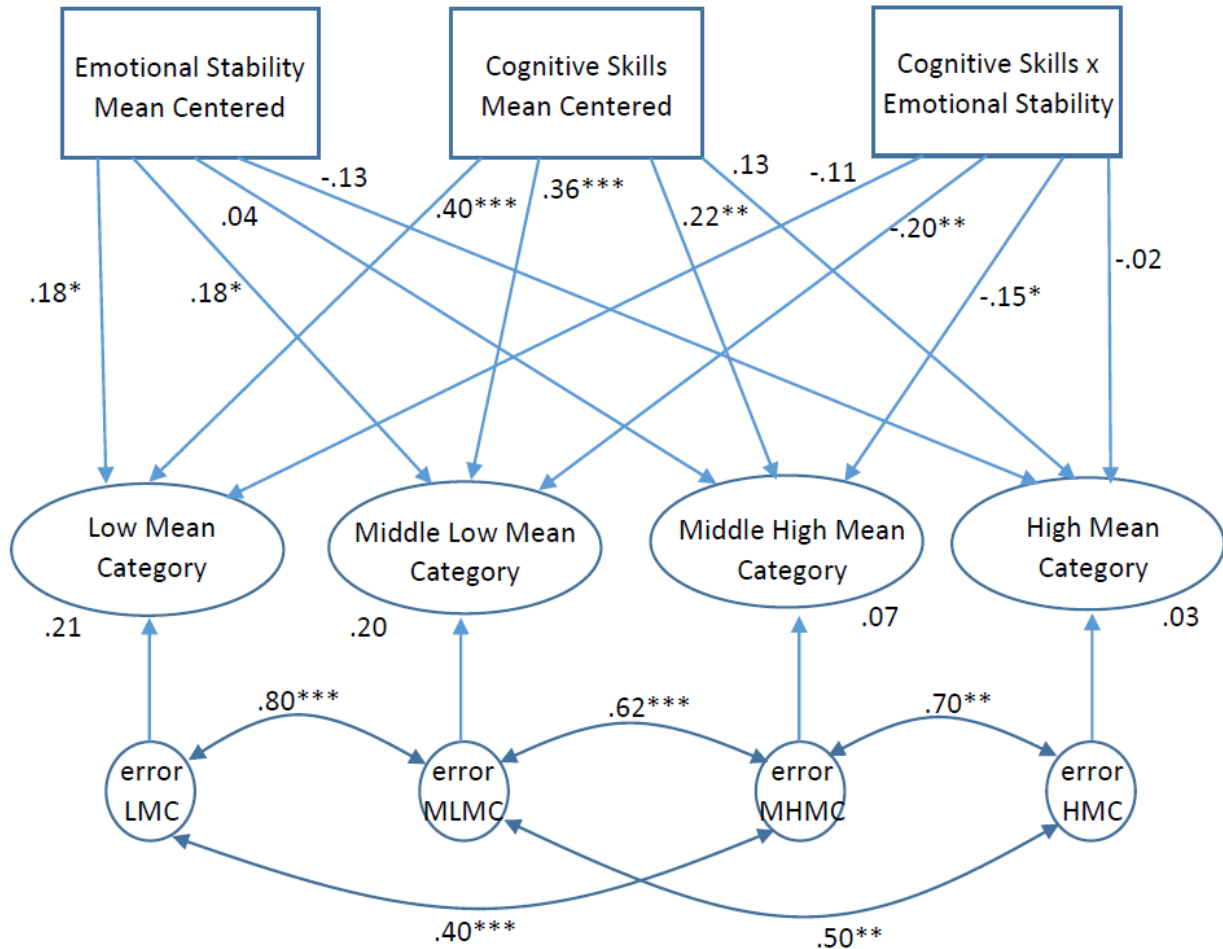 Emotional Stability
Mean Centered
Cognitive Skills
Mean Centered
Cognitive Skills x
Emotional Stability
-.13
.13
-.11
.04
.40***
.36***
.22**
-.20**
-.02
.18*
.18*
-.15*
Low Mean
Category
Middle Low Mean
Category
Middle High Mean
Category
High Mean
Category
.21
.20
.07
.03
.80***
.62***
.70**
error
LMC
error
MLMC
error
MHMC
error
HMC
.40***
.50**